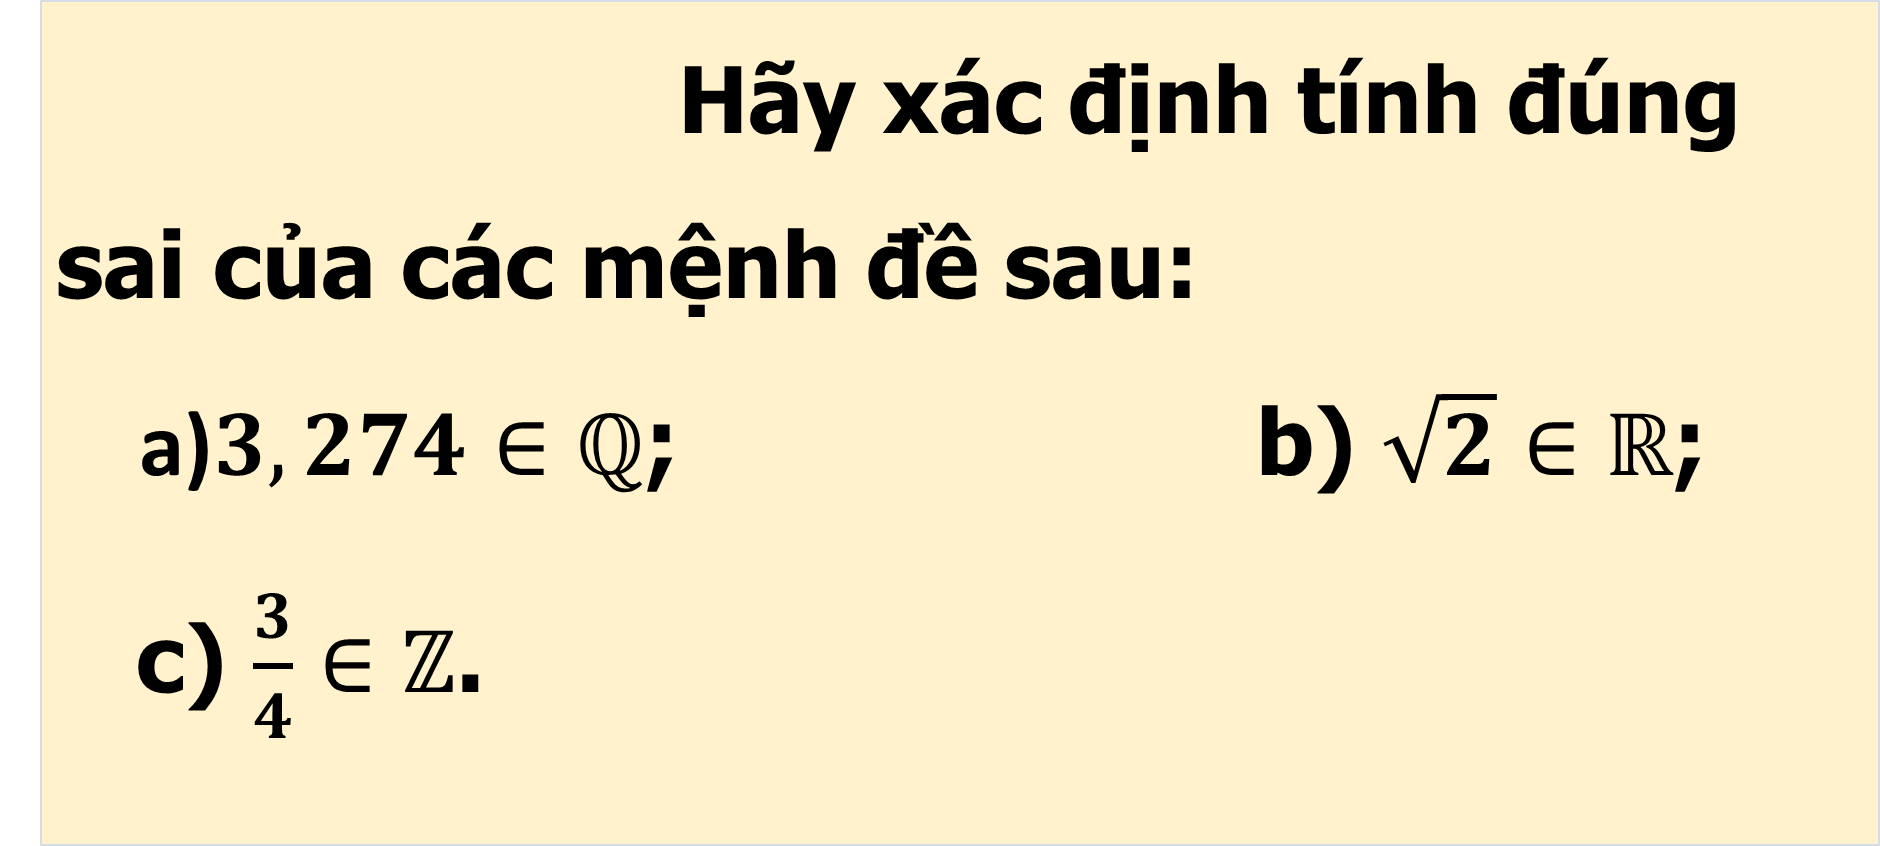 Hãy xác định tính đúng
sai của các mệnh đề sau:
a)3, 274 ∈ ℚ; b) √2 ∈ ℝ;
c) 3/4 ∈ ℤ.